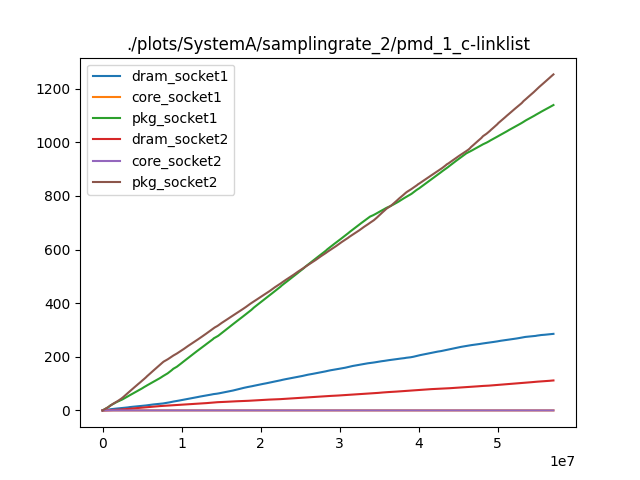 ./plots/SystemA/samplingrate_2/pmd_1_c-linklist
dram_socket1
core_socket1
pkg_socket1
dram_socket2
core_socket2
pkg_socket2
1200
1000
800
600
400
200
0
0 1 2 3 4 5
1e7